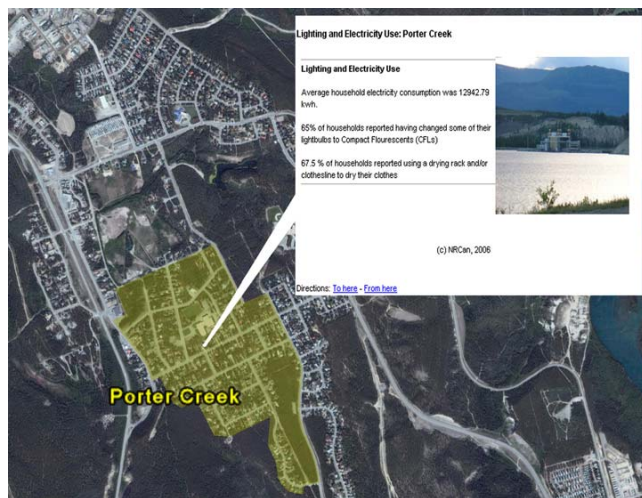 Lighting and Electricity Use: Porter Creek
Lighting and Electricity Use
Average household electricity consumption was 12942.79
kwh.
65% of households reported having changed some of their
lightbulbs to Compact Flourescents (CFLs)
67.5 % of households reported using a drying rack and/or
clothesline to dry their clothes
(c) NRCan, 2006
Directions: To here - From here
Porter Creek